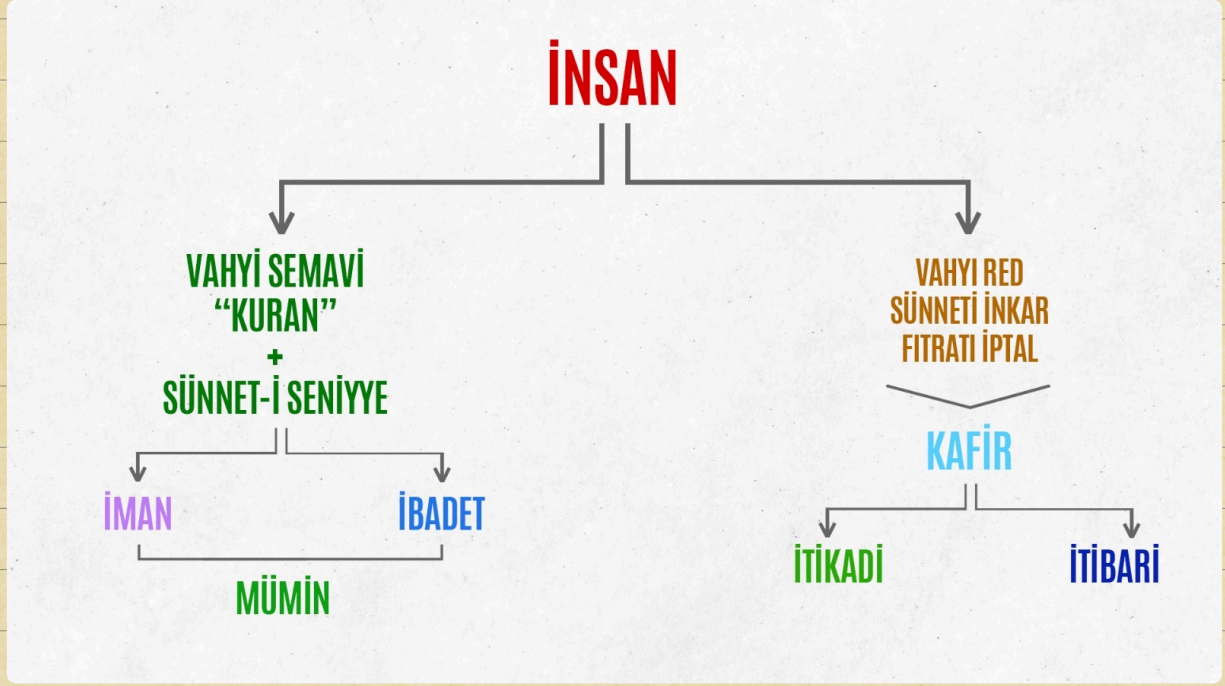 İNSAN
VAHYİ SEMAVİ
“KURAN”
+
SÜNNET-İ SENİYYE
İMAN
İBADET
MÜMİN
VAHYI RED
SÜNNETİ İNKAR
FITRATI İPTAL
KAFİR
İTİKADİ
İTİBARİ